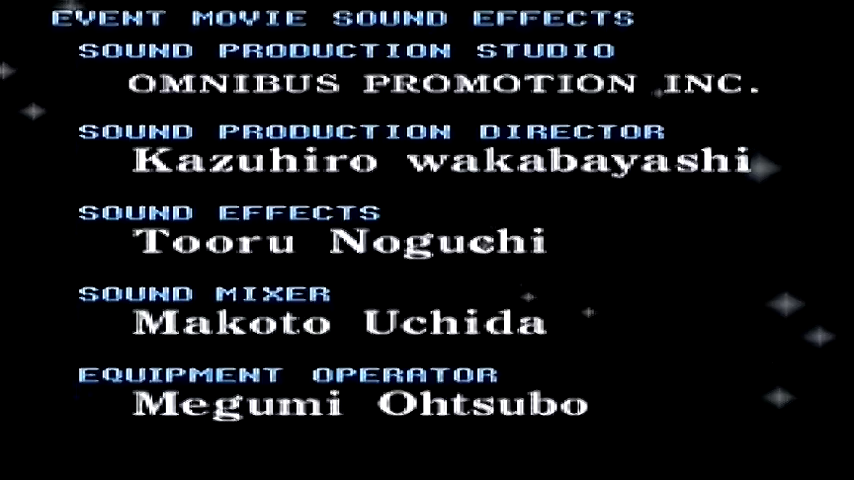 EVENT MOVIE SOUND EFFECTS
SOUND PRODUCTION STUDIO
OMNIBUS PROMOTION INC.
SOUND PRODUCTION DIRECTOR
Kazuhiro wakabayashi
SOUND EFFECTS
Tooru Noguchi
SOUND MIXER
Makoto Uchida
EQUIPMENT OPERATOR
Megumi Ohtsubo